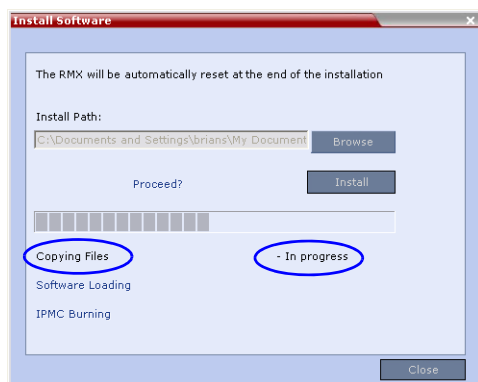 Install Software
x
The RMX will be automatically reset at the end of the installation
Install Path:
C:\Documents and Settings\brians\My Document
Browse
Proceed?
Install
Copying Files - In progress
Software Loading
IPMC Burning
Close